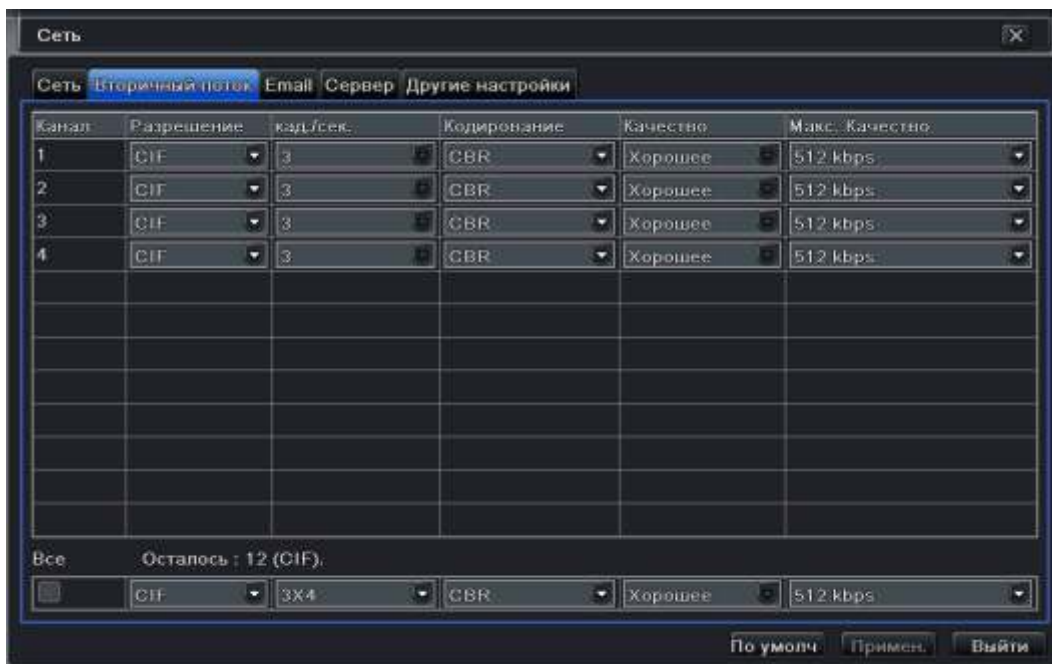 Сеть
Сеть Вторичный поток Email Сервер Другие настройки
Канал Разрешение кад./сек. Кодирование Качество Макс. Качество
1 CIF 3 CBR Хорошее 512 kbps
2 CIF 3 CBR Хорошее 512 kbps
3 CIF 3 CBR Хорошее 512 kbps
4 CIF 3 CBR Хорошее 512 kbps
Все Осталось : 12 (CIF).
CIF 3X4 CBR Хорошее 512 kbps
По умолч Примен. Выйти